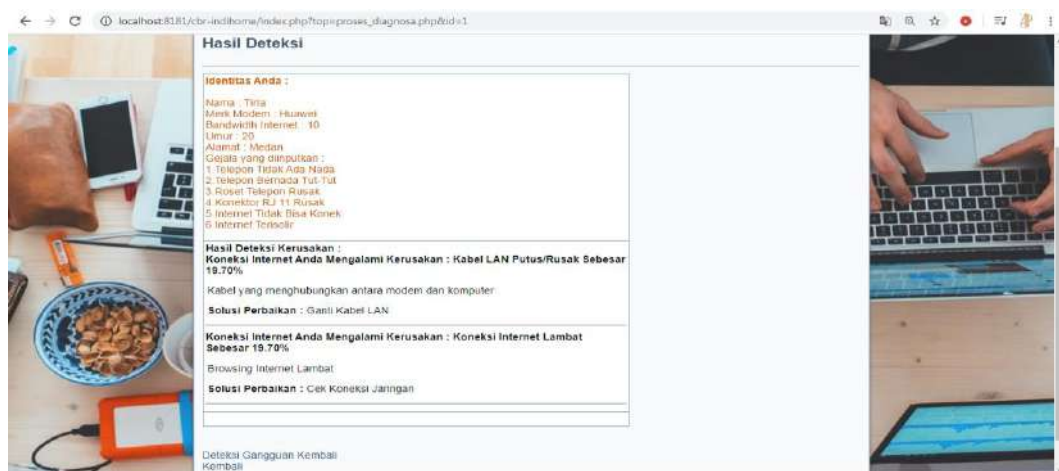 localhost:8181/cbr-indihome/index.php?top=proses_diagnosa.php&id=1
Hasil Deteksi
Identitas Anda :
Nama : Tiria
Merk Modem : Huawei
Bandwidth Internet : 10
Umur : 20
Alamat : Medan
Gejala yang diinputkan :
1.Telepon Tidak Ada Nada
2.Telepon Bernada Tut-Tut
3.Roset Telepon Rusak
4.Konektor RJ 11 Rusak
5.Internet Tidak Bisa Konek
6.Internet Terisolir
Hasil Deteksi Kerusakan :
Koneksi Internet Anda Mengalami Kerusakan : Kabel LAN Putus/Rusak Sebesar
19.70%
Kabel yang menghubungkan antara modem dan komputer
Solusi Perbaikan : Ganti Kabel LAN
Koneksi Internet Anda Mengalami Kerusakan : Koneksi Internet Lambat
Sebesar 19.70%
Browsing Internet Lambat
Solusi Perbaikan : Cek Koneksi Jaringan
Deteksi Gangguan Kembali
Kembali